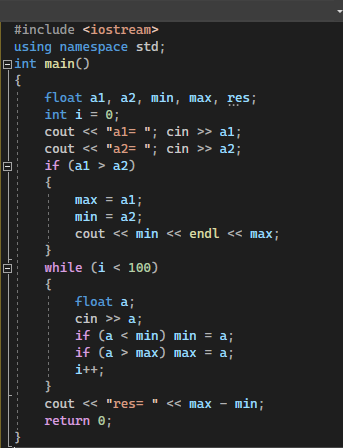 #include <iostream>
using namespace std;
int main()
{
    float a1, a2, min, max, res;
    int i = 0;
    cout << "a1= "; cin >> a1;
    cout << "a2= "; cin >> a2;
    if (a1 > a2)
    {
        max = a1;
        min = a2;
        cout << min << endl << max;
    }
    while (i < 100)
    {
        float a;
        cin >> a;
        if (a < min) min = a;
        if (a > max) max = a;
        i++;
    }
    cout << "res= " << max - min;
    return 0;
}